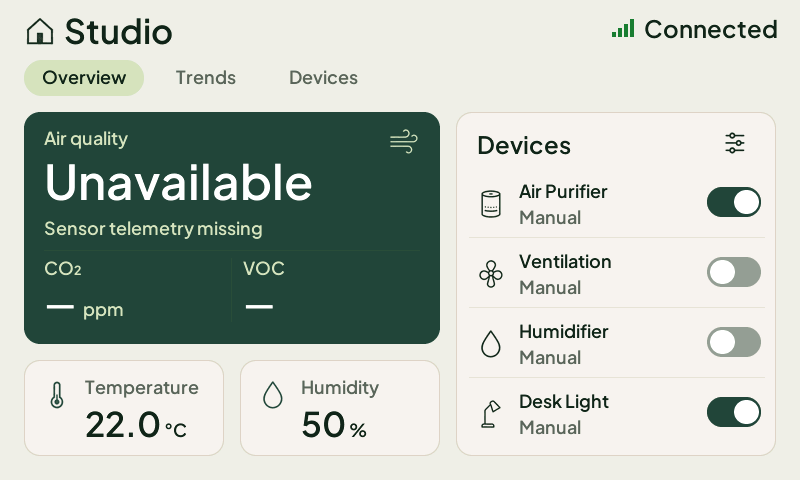 Studio
Connected
Overview
Trends
Devices
Air quality
Unavailable
Sensor telemetry missing
CO₂
— ppm
VOC
—
Temperature
22.0 °C
Humidity
50 %
Devices
Air Purifier
Manual
Ventilation
Manual
Humidifier
Manual
Desk Light
Manual